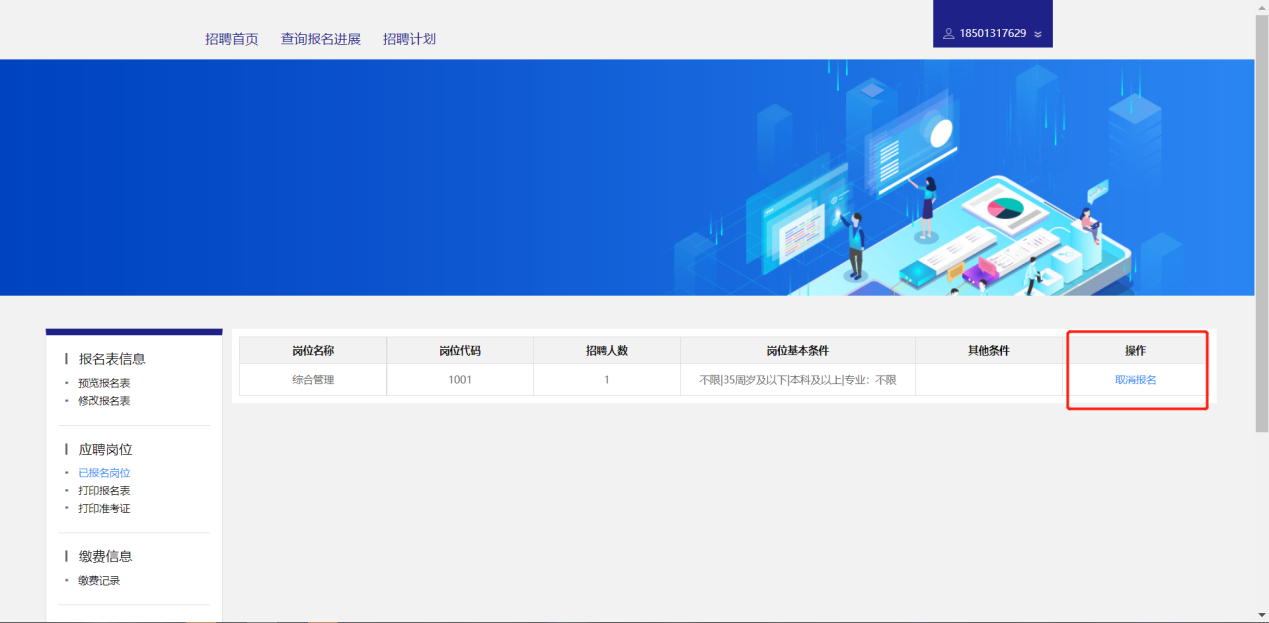 招聘首页 查询报名进展 招聘计划
18501317629
报名表信息
预览报名表
修改报名表
应聘岗位
已报名岗位
打印报名表
打印准考证
缴费信息
缴费记录
岗位名称 岗位代码 招聘人数 岗位基本条件 其他条件 操作
综合管理 1001 1 不限|35周岁及以下|本科及以上|专业：不限 取消报名